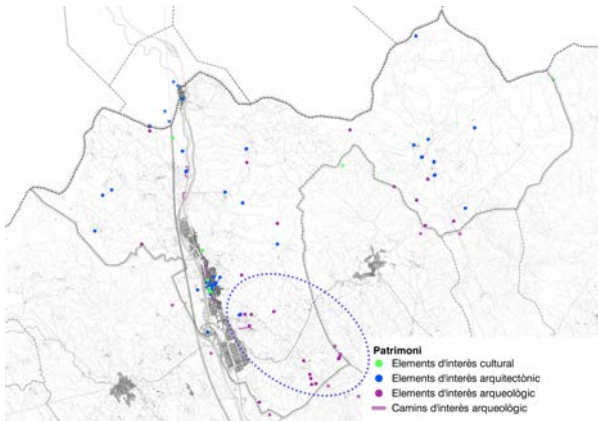 Patrimoni
Elements d'interès cultural
Elements d'interès arquitectònic
Elements d'interès arqueològic
Camins d'interès arqueològic